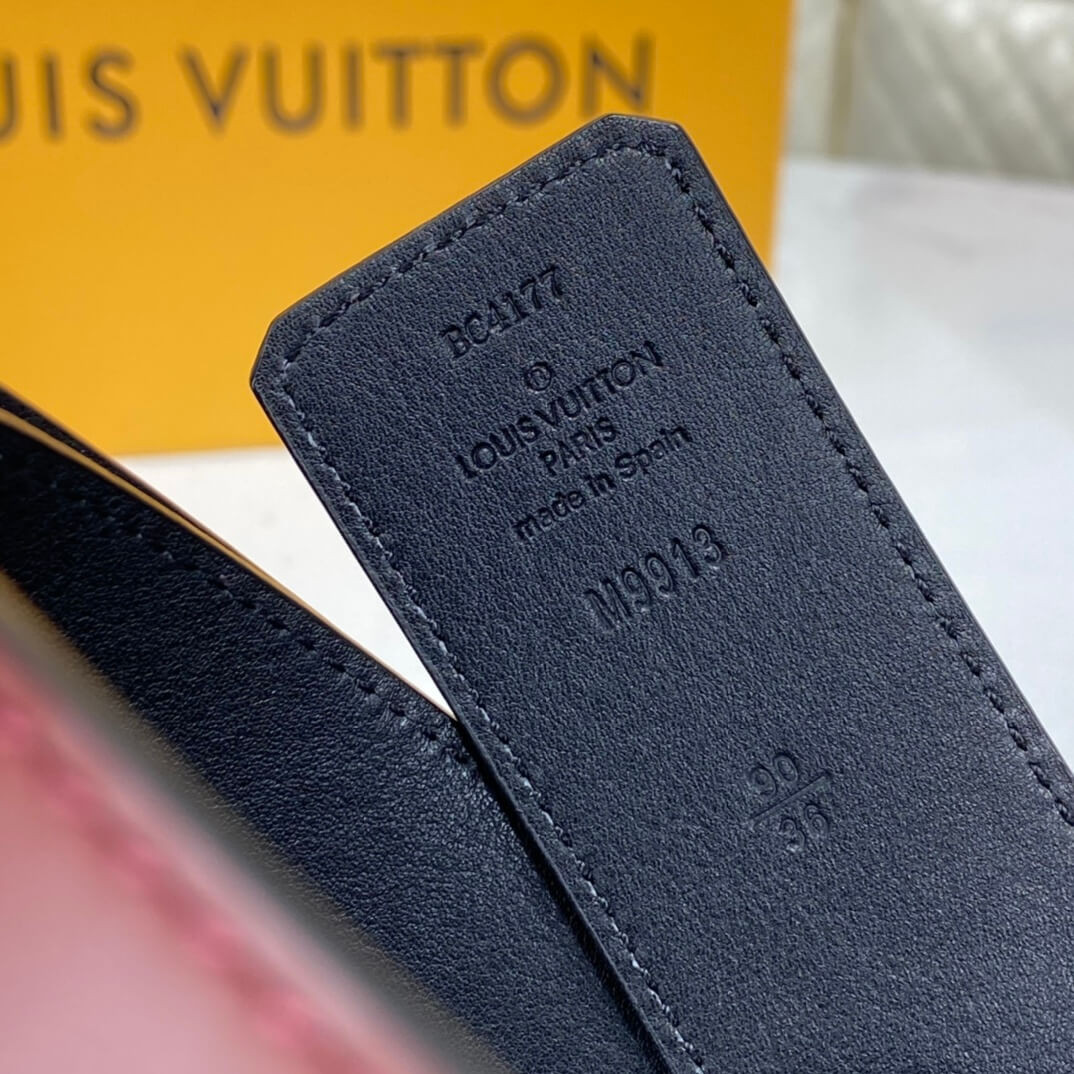 UIS VUITTON
BC4177
R
LOUIS VUITTON
PARIS
made in Spain
M9913
90
36